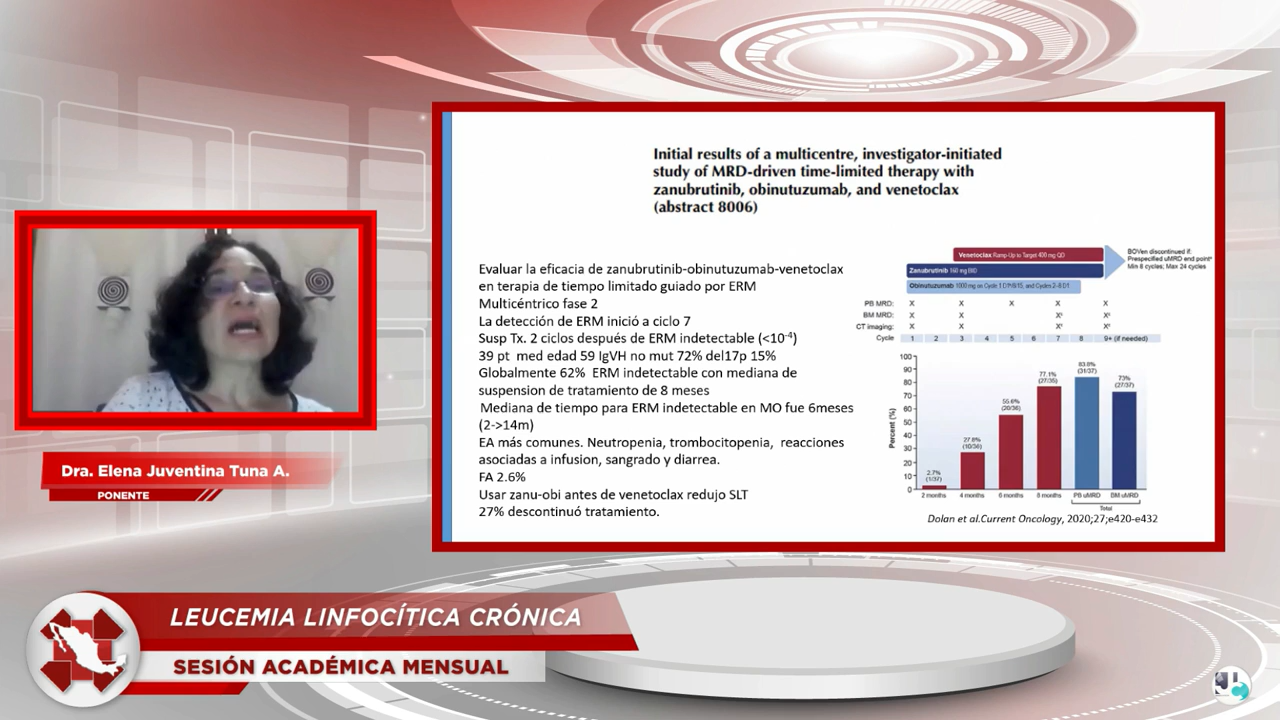 Initial results of a multicentre, investigator-initiated
study of MRD-driven time-limited therapy with
zanubrutinib, obinutuzumab, and venetoclax
(abstract 8006)
Evaluar la eficacia de zanubrutinib-obinutuzumab-venetoclax
en terapia de tiempo limitado guiado por ERM
Multicéntrico fase 2
La detección de ERM inició a ciclo 7
Susp Tx. 2 ciclos después de ERM indetectable (<10-4)
39 pt med edad 59 IgVH no mut 72% del17p 15%
Globalmente 62% ERM indetectable con mediana de
suspension de tratamiento de 8 meses
Mediana de tiempo para ERM indetectable en MO fue 6meses
(2->14m)
EA más comunes. Neutropenia, trombocitopenia, reacciones
asociadas a infusion, sangrado y diarrea.
FA 2.6%
Usar zanu-obi antes de venetoclax redujo SLT
27% descontinuó tratamiento.
Venetoclax Ramp-Up to Target 400 mg QD
Zanubrutinib 160 mg BID
Obinutuzumab 1000 mg on Cycle 1 D1
and Cycles 2–8 D1
BOVen discontinued if:
Prespecified uMRD end point
Min 8 cycles; Max 24 cycles
PB MRD: X X X X X
BM MRD: X X X X
CT imaging: X X X X
Cycle 1 2 3 4 5 6 7 8 9+ (if needed)
Percent (%)
100
90
80
70
60
50
40
30
20
10
0
2.7%
(1/37)
27.8%
(10/36)
55.6%
(20/36)
77.1%
(27/35)
83.8%
(31/37)
73%
(27/37)
2 months 4 months 6 months 8 months PB uMRD BM uMRD
Total
Dolan et al.Current Oncology, 2020;27;e420-e432
Dra. Elena Juventina Tuna A.
PONENTE
LEUCEMIA LINFOCÍTICA CRÓNICA
SESIÓN ACADÉMICA MENSUAL